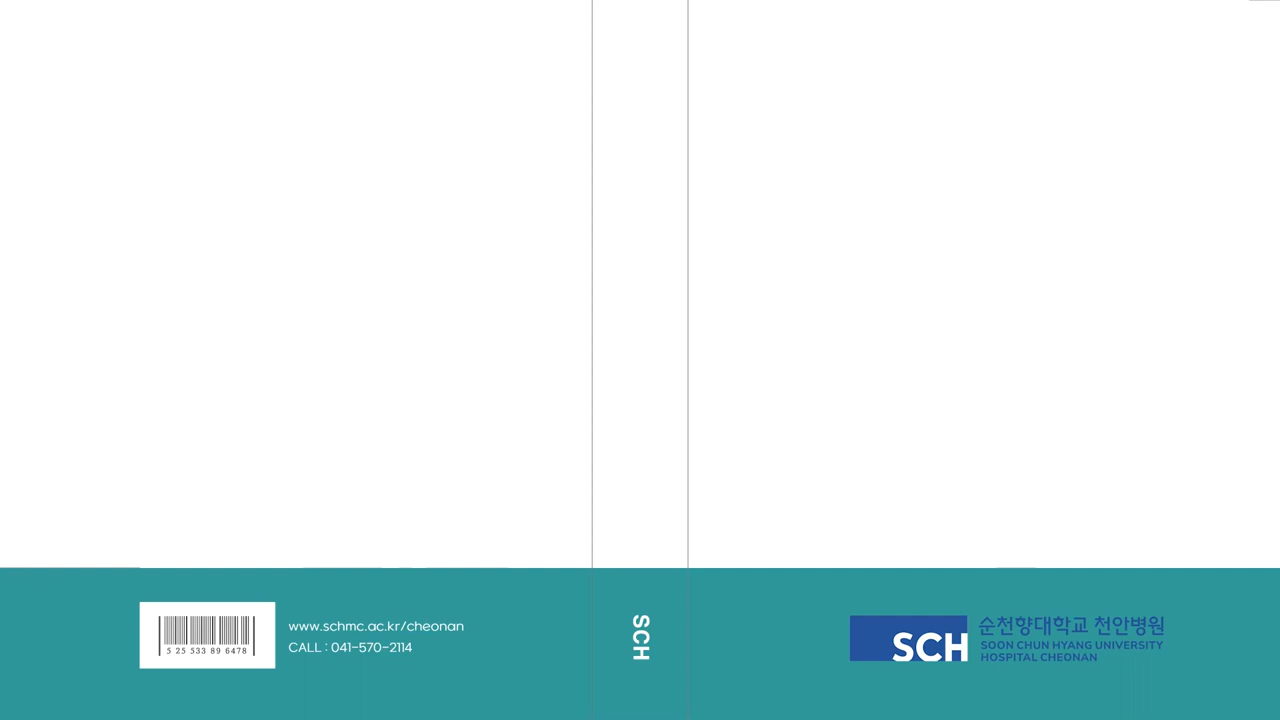 5 25 533 89 6478
www.schmc.ac.kr/cheonan
CALL : 041-570-2114
SCH
SCH
순천향대학교 천안병원
SOON CHUN HYANG UNIVERSITY
HOSPITAL CHEONAN